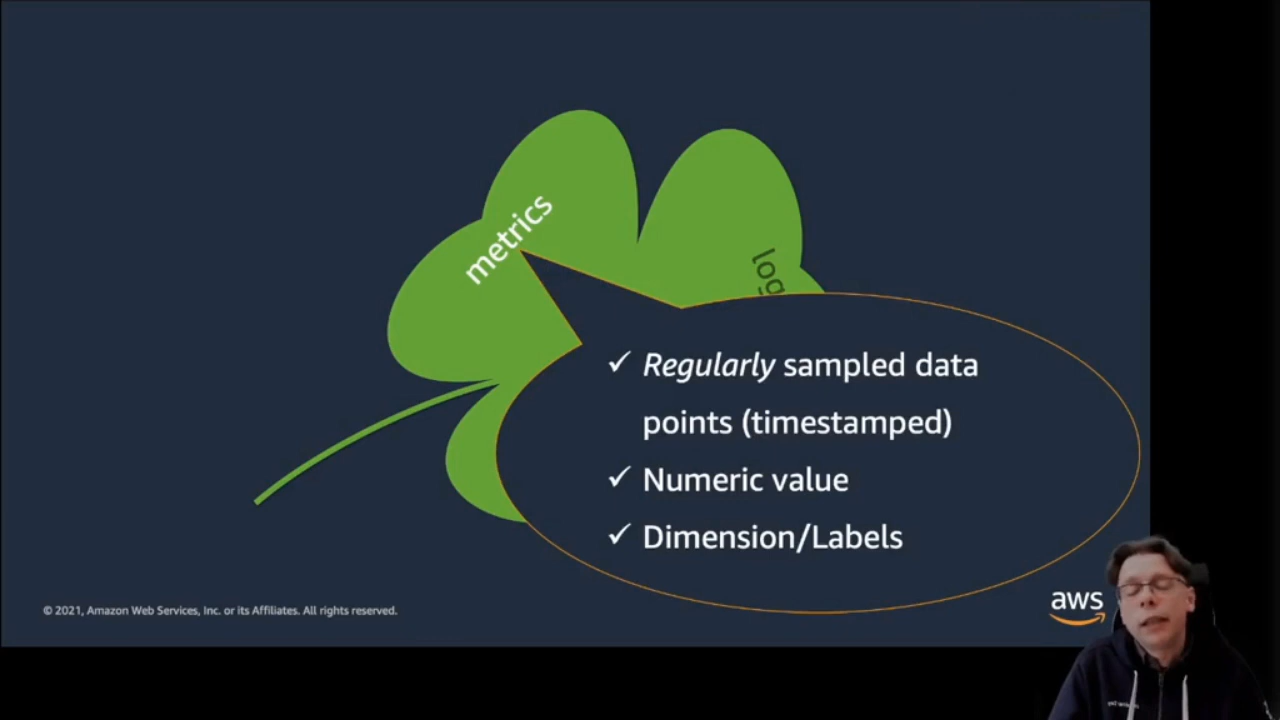 metrics
log
✓ Regularly sampled data
points (timestamped)
✓ Numeric value
✓ Dimension/Labels
© 2021, Amazon Web Services, Inc. or its Affiliates. All rights reserved.
aws